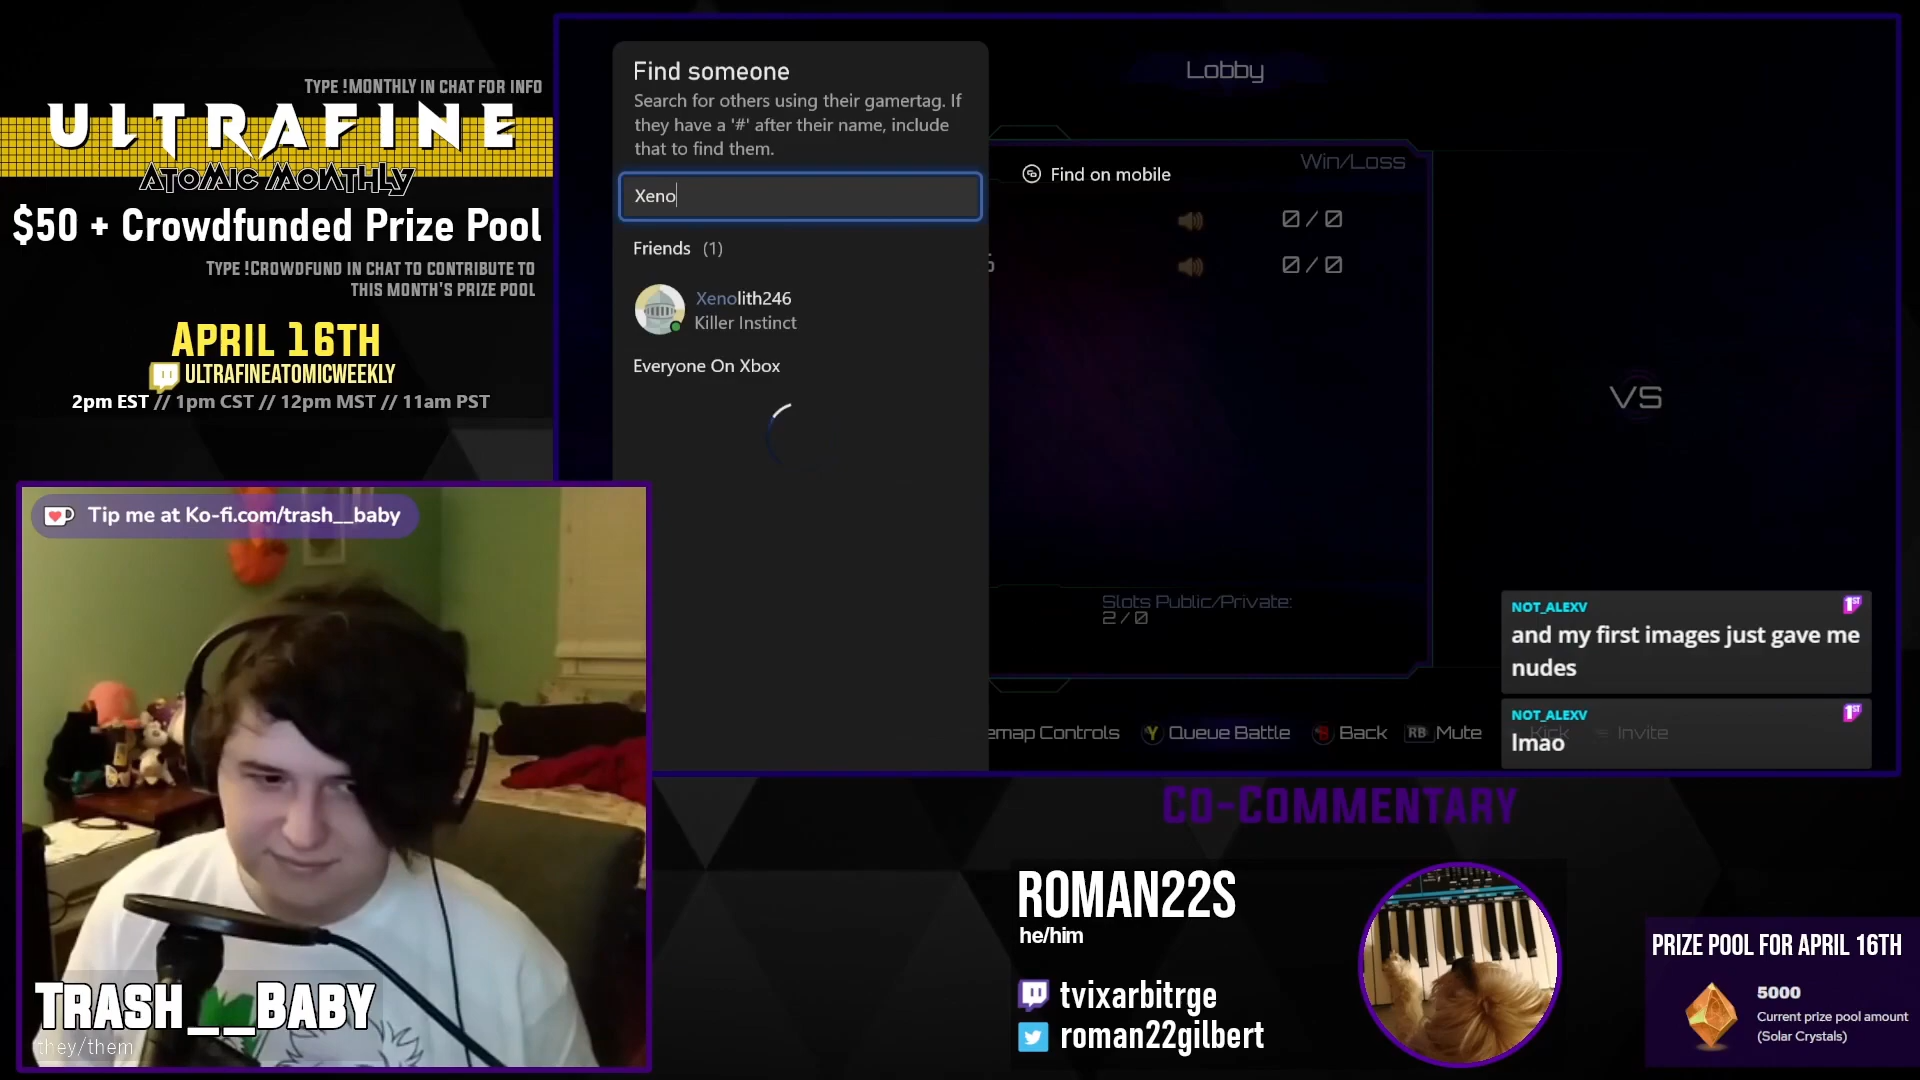 Type !Monthly in chat for info
ULTRAFINE
ATOMIC MONTHLY
$50 + Crowdfunded Prize Pool
Type !Crowdfund in chat to contribute to
this month's prize pool
April 16th
ULTRAFINEATOMICWEEKLY
2pm EST // 1pm CST // 12pm MST // 11am PST
Find someone
Search for others using their gamertag. If
they have a '#' after their name, include
that to find them.
Xeno
Friends (1)
Xenolith246
Killer Instinct
Everyone On Xbox
Lobby
Find on mobile
Win/Loss
0/0
0/0
VS
Slots Public/Private:
2/0
emap Controls
Y Queue Battle
B Back
RB Mute
Kick
Invite
NOT_ALEXV
and my first images just gave me
nudes
NOT_ALEXV
lmao
Tip me at Ko-fi.com/trash__baby
Trash__Baby
they/them
Co-Commentary
ROMAN22S
he/him
tvixarbitrge
roman22gilbert
PRIZE POOL FOR APRIL 16TH
5000
Current prize pool amount
(Solar Crystals)